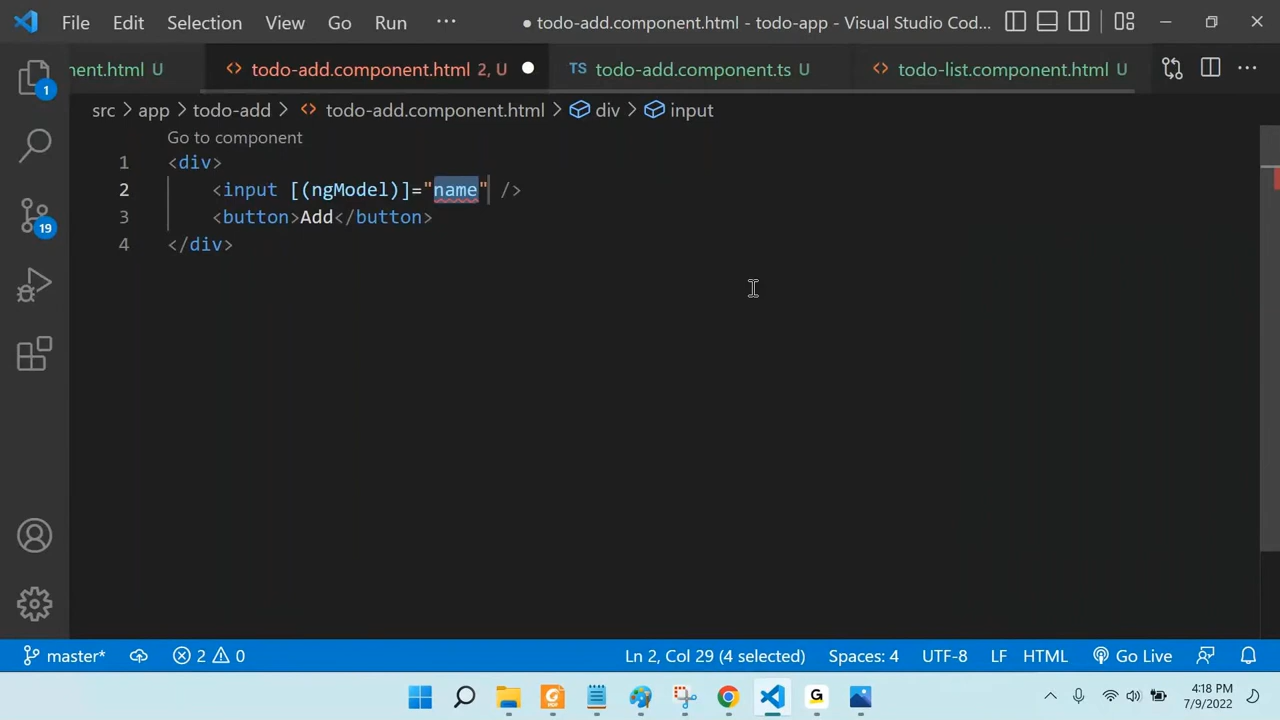 File Edit Selection View Go Run ··· ● todo-add.component.html - todo-app - Visual Studio Cod...
nent.html U <> todo-add.component.html 2, U ● TS todo-add.component.ts U <> todo-list.component.html U ···
src > app > todo-add > <> todo-add.component.html > div > input
Go to component
1 <div>
2 <input [(ngModel)]="name" />
3 <button>Add</button>
4 </div>
1
19
master* 2 0 Ln 2, Col 29 (4 selected) Spaces: 4 UTF-8 LF HTML Go Live
PDF G 4:18 PM
7/9/2022